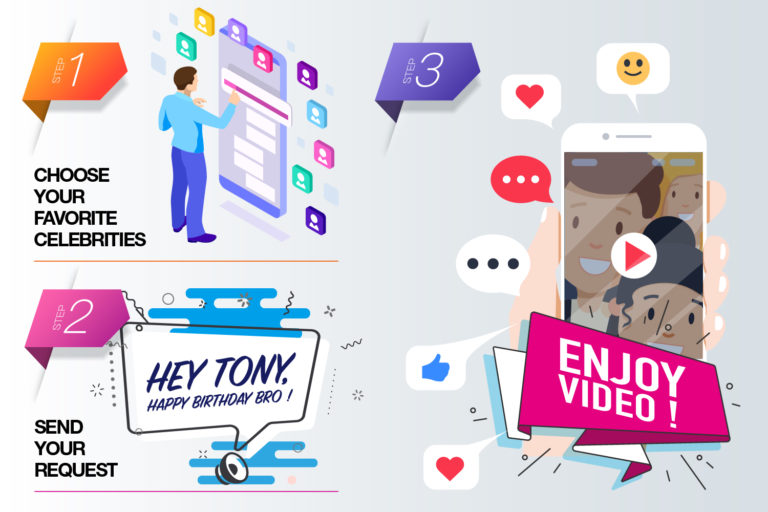 STEP 1
CHOOSE
YOUR
FAVORITE
CELEBRITIES
STEP 2
HEY TONY,
HAPPY BIRTHDAY BRO !
SEND
YOUR
REQUEST
STEP 3
ENJOY
VIDEO !